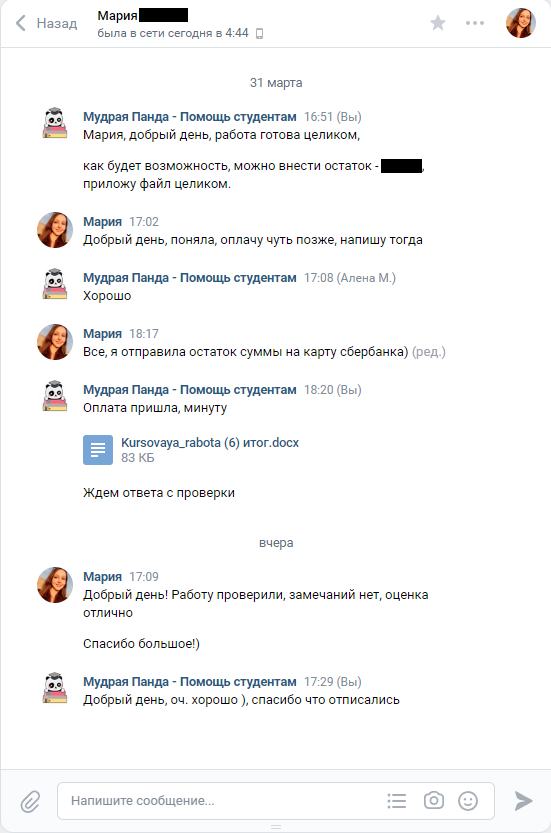 Назад
Мария
была в сети сегодня в 4:44
31 марта
Мудрая Панда - Помощь студентам 16:51 (Вы)
Мария, добрый день, работа готова целиком,
как будет возможность, можно внести остаток - ,
приложу файл целиком.
Мария 17:02
Добрый день, поняла, оплачу чуть позже, напишу тогда
Мудрая Панда - Помощь студентам 17:08 (Алена М.)
Хорошо
Мария 18:17
Все, я отправила остаток суммы на карту сбербанка) (ред.)
Мудрая Панда - Помощь студентам 18:20 (Вы)
Оплата пришла, минуту
Kursovaya_rabota (6) итог.docx
83 КБ
Ждем ответа с проверки
вчера
Мария 17:09
Добрый день! Работу проверили, замечаний нет, оценка
отлично
Спасибо большое!)
Мудрая Панда - Помощь студентам 17:29 (Вы)
Добрый день, оч. хорошо ), спасибо что отписались
Напишите сообщение...